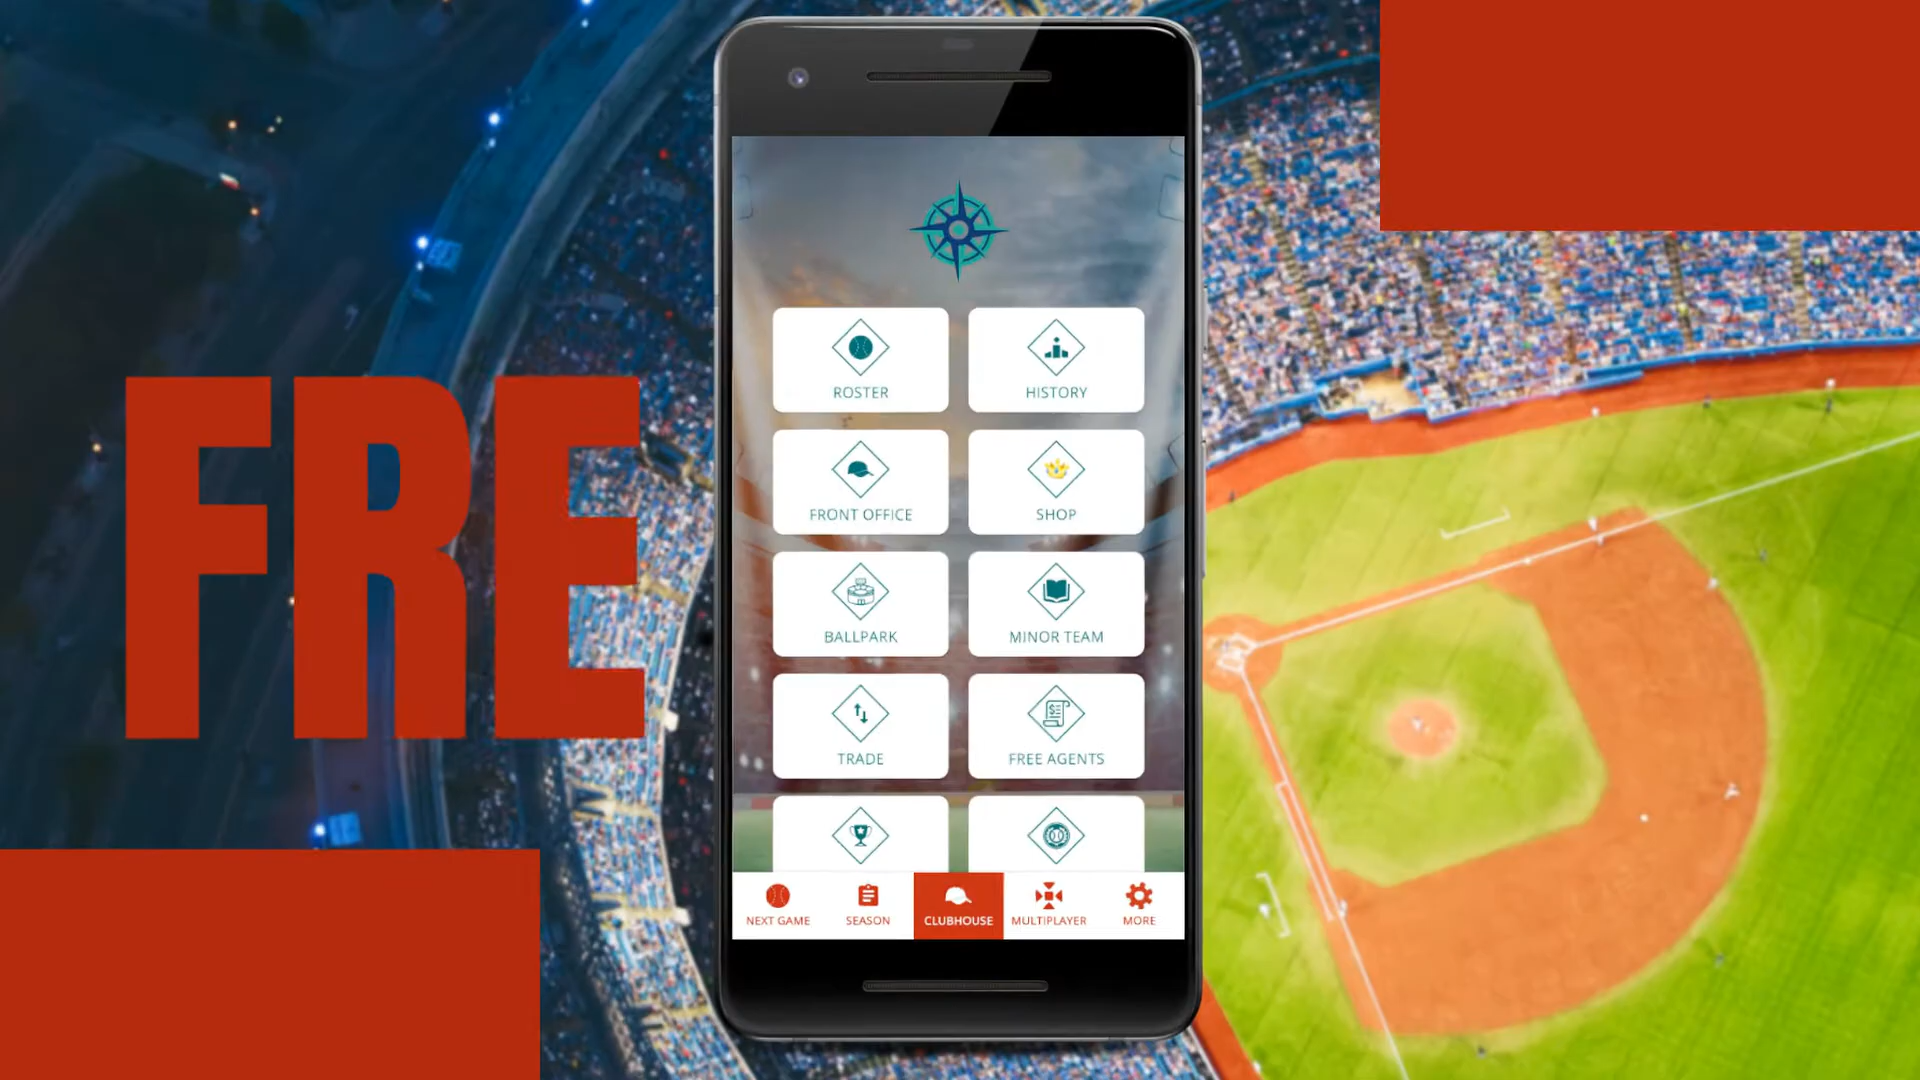 FRE
ROSTER
HISTORY
FRONT OFFICE
SHOP
BALLPARK
MINOR TEAM
TRADE
FREE AGENTS
NEXT GAME
SEASON
CLUBHOUSE
MULTIPLAYER
MORE